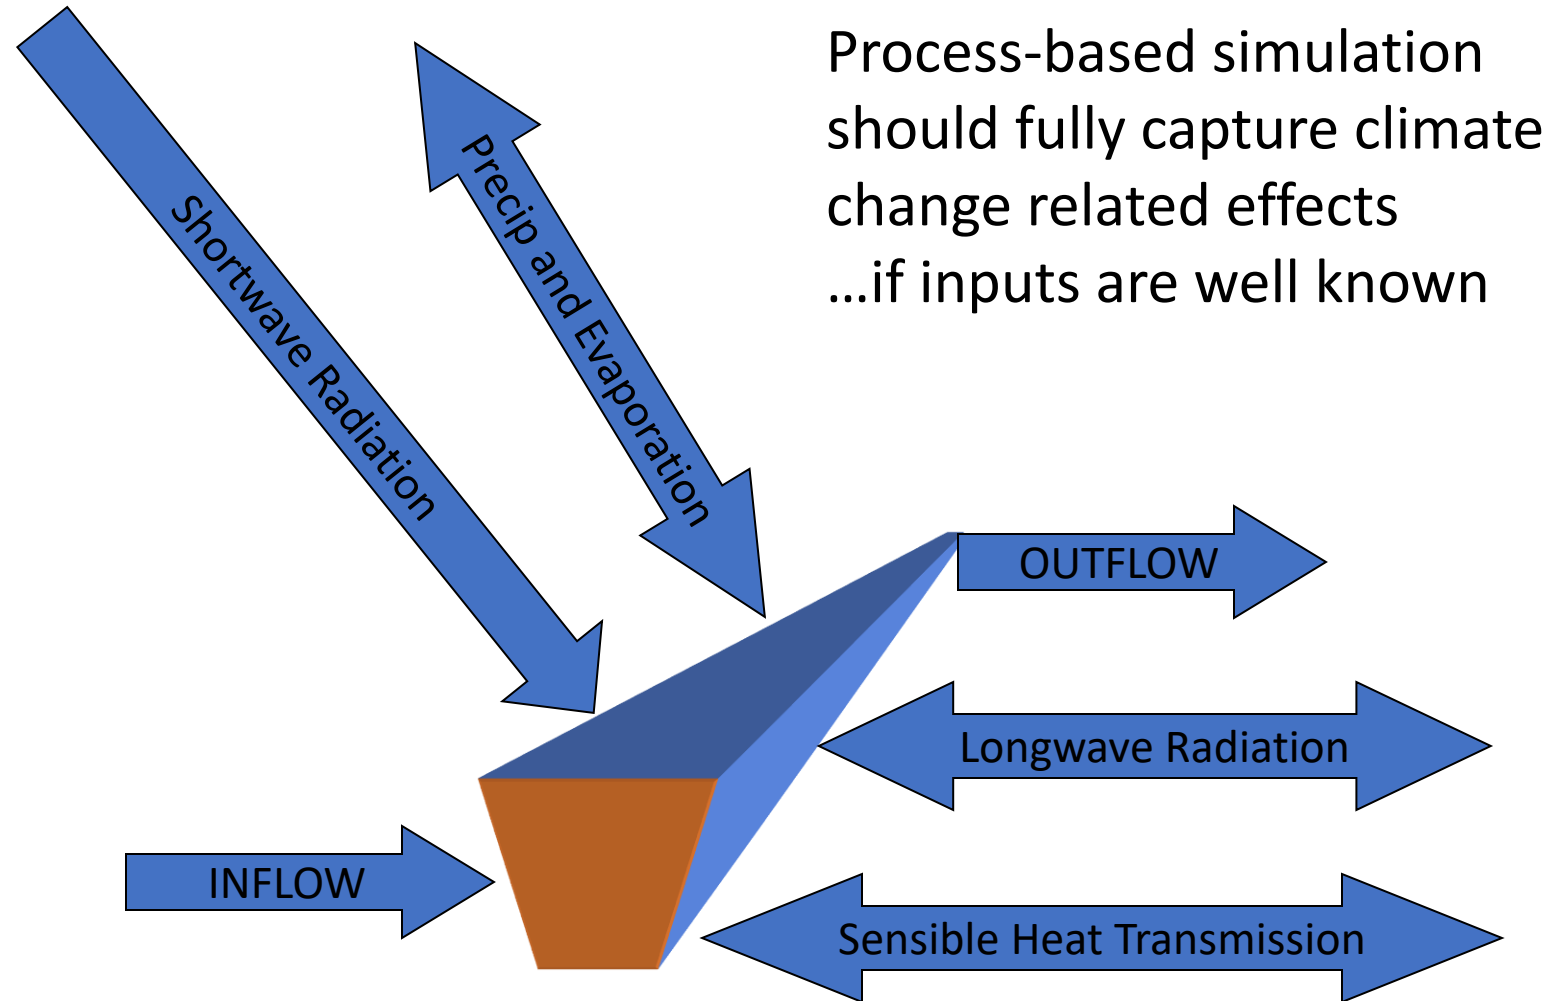 Process-based simulation
should fully capture climate
change related effects
...if inputs are well known
Shortwave Radiation
Precip and Evaporation
OUTFLOW
Longwave Radiation
INFLOW
Sensible Heat Transmission